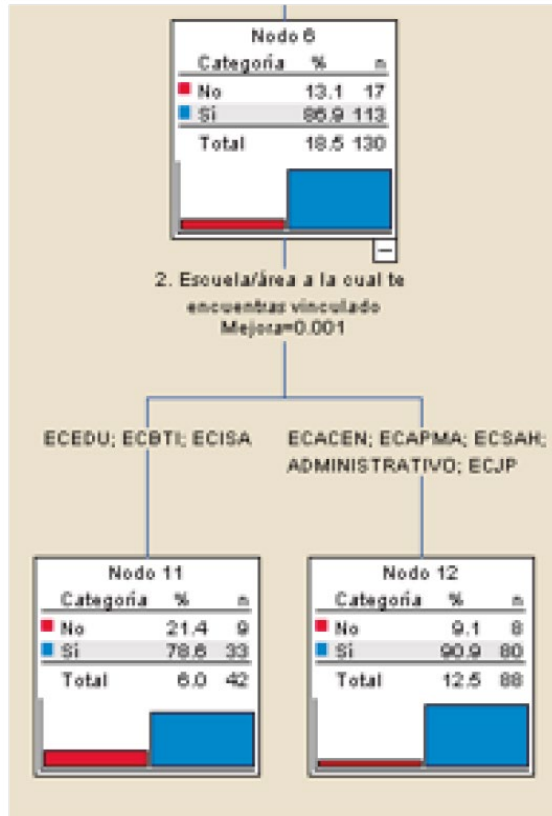 Nodo 6
Categoría % n
No 13.1 17
Si 86.9 113
Total 18.5 130
2. Escuela/área a la cual te
encuentras vinculado
Mejora=0.001
ECEDU; ECBTI; ECISA
ECACEN; ECAPMA; ECSAH;
ADMINISTRATIVO; ECJP
Nodo 11
Categoría % n
No 21.4 9
Si 78.6 33
Total 6.0 42
Nodo 12
Categoría % n
No 9.1 8
Si 90.9 80
Total 12.5 88